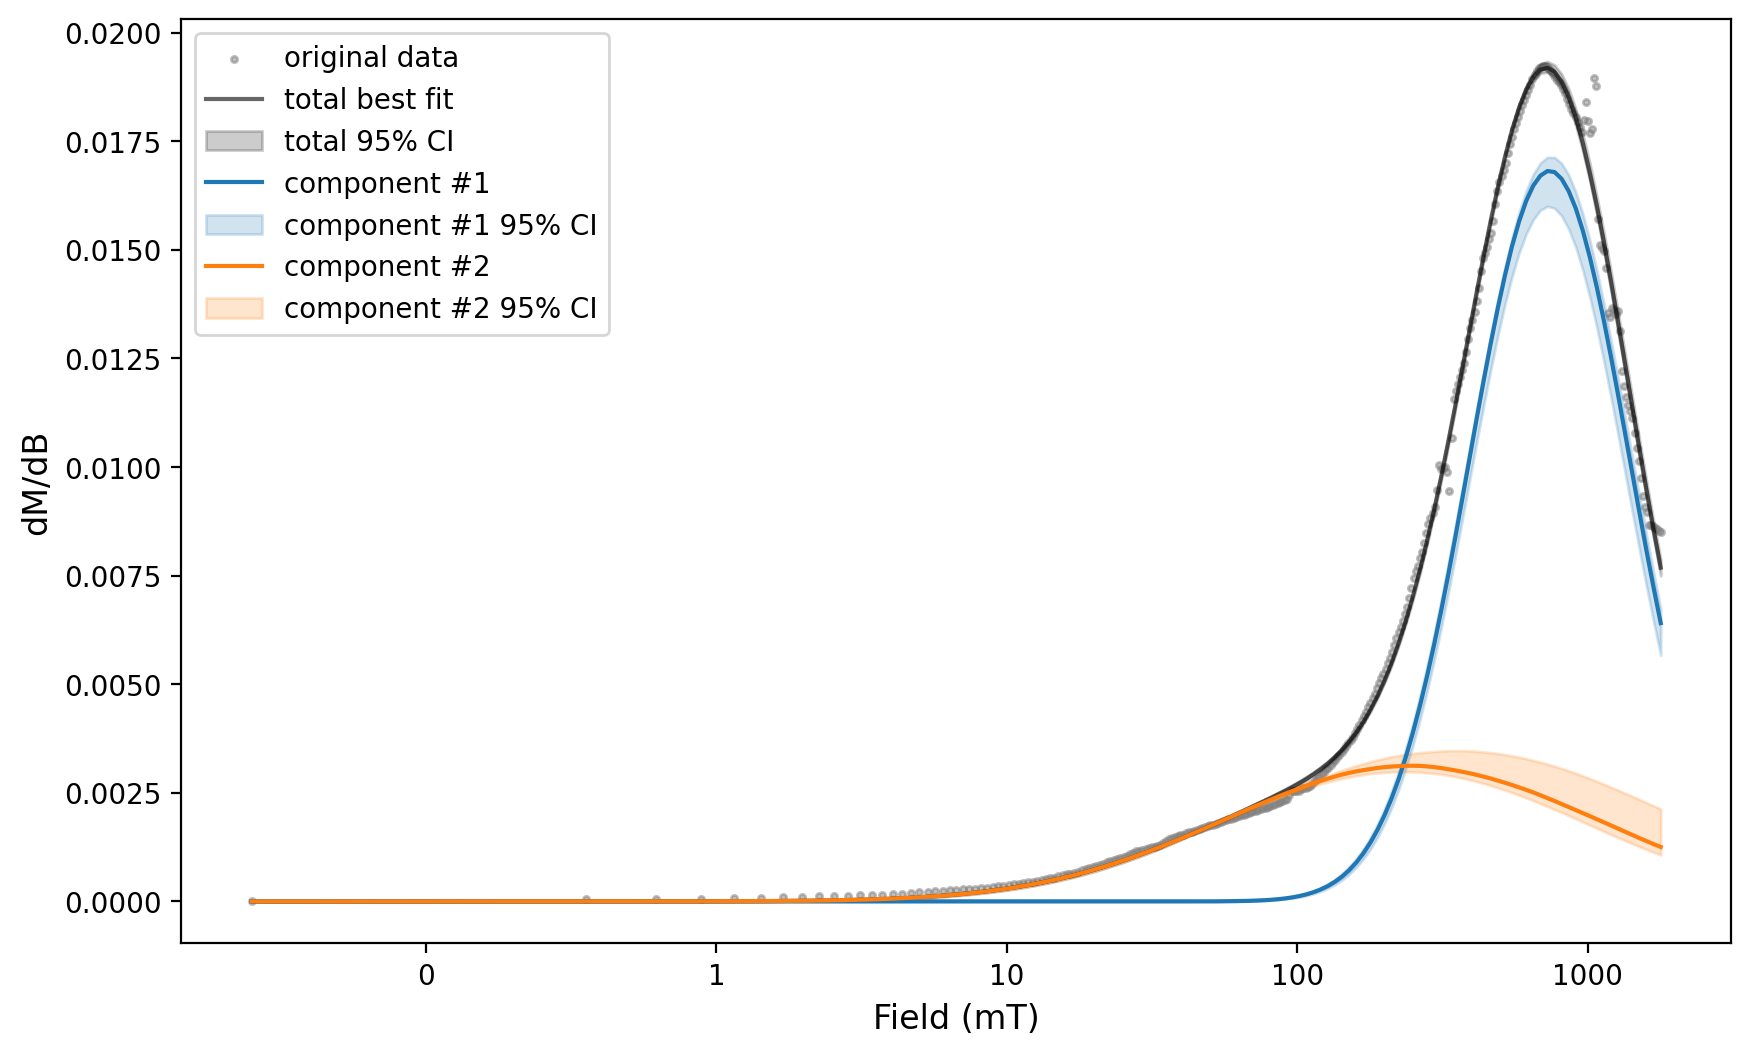 0.0200
0.0175
0.0150
0.0125
0.0100
0.0075
0.0050
0.0025
0.0000
dM/dB
original data
total best fit
total 95% CI
component #1
component #1 95% CI
component #2
component #2 95% CI
0 1 10 100 1000
Field (mT)